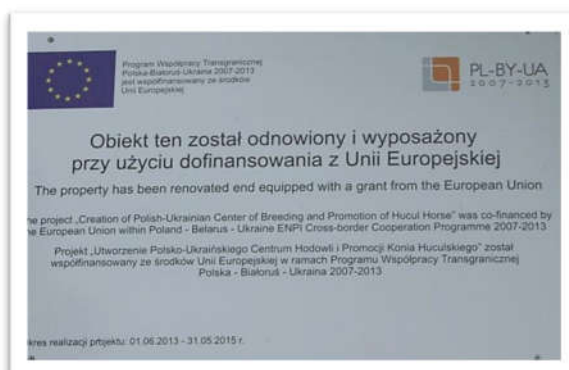 Program Współpracy Transgranicznej
Polska-Białoruś-Ukraina 2007-2013
jest współfinansowany ze środków
Unii Europejskiej
PL-BY-UA
2007-2013
Obiekt ten został odnowiony i wyposażony
przy użyciu dofinansowania z Unii Europejskiej
The property has been renovated end equipped with a grant from the European Union
he project „Creation of Polish-Ukrainian Center of Breeding and Promotion of Hucul Horse" was co-financed by
he European Union within Poland - Belarus - Ukraine ENPI Cross-border Cooperation Programme 2007-2013
Projekt „Utworzenie Polsko-Ukraińskiego Centrum Hodowli i Promocji Konia Huculskiego" został
współfinansowany ze środków Unii Europejskiej w ramach Programu Współpracy Transgranicznej
Polska - Białoruś - Ukraina 2007-2013
kres realizacji projektu: 01.06.2013 - 31.05.2015 r.